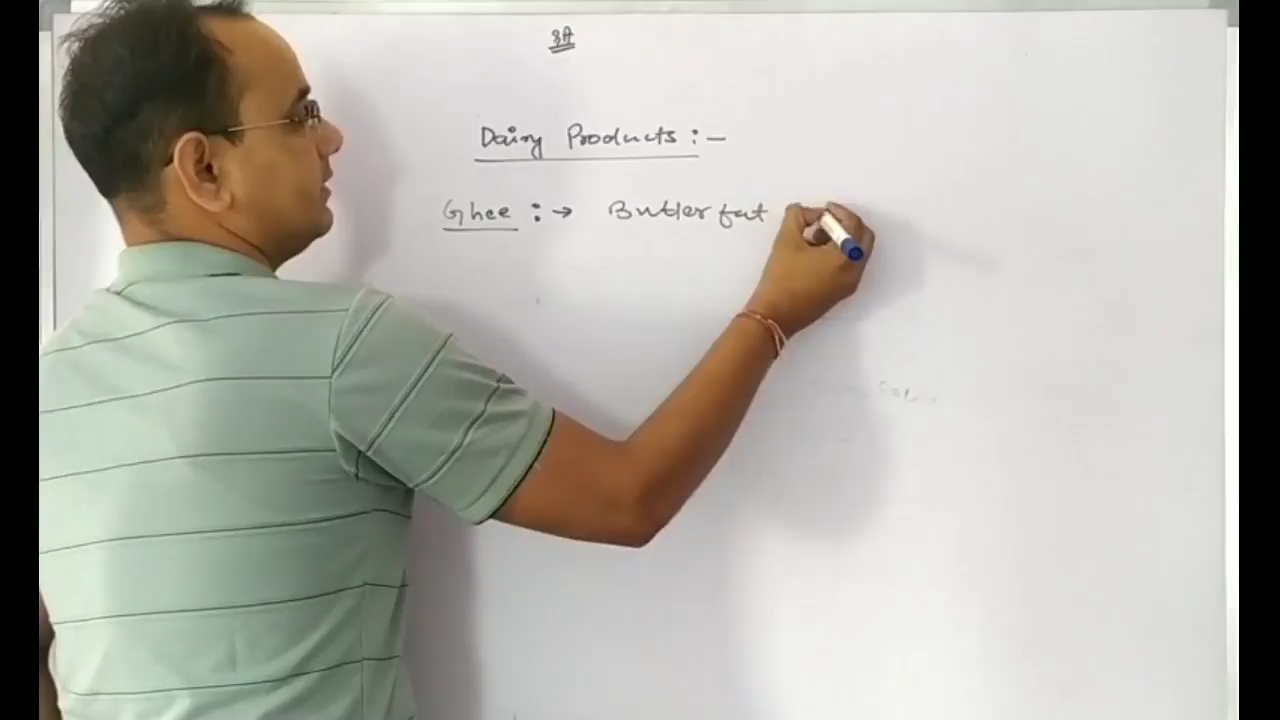 Dairy Products :-
Ghee :→ Butter fat